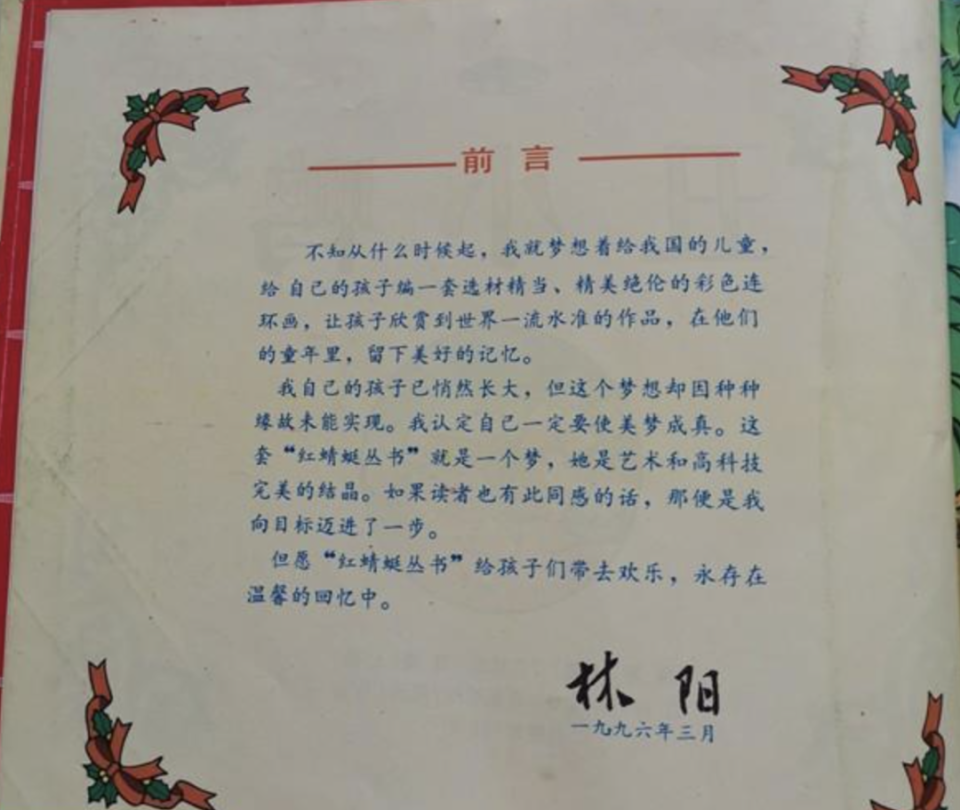 前言
不知从什么时候起，我就梦想着给我国的儿童，
给自己的孩子编一套选材精当、精美绝伦的彩色连
环画，让孩子欣赏到世界一流水准的作品，在他们
的童年里，留下美好的记忆。
我自己的孩子已悄然长大，但这个梦想却因种种
缘故未能实现。我认定自己一定要使美梦成真。这
套“红蜻蜓丛书”就是一个梦，她是艺术和高科技
完美的结晶。如果读者也有此同感的话，那便是我
向目标迈进了一步。
但愿“红蜻蜓丛书”给孩子们带去欢乐，永存在
温馨的回忆中。
林阳
一九九六年三月